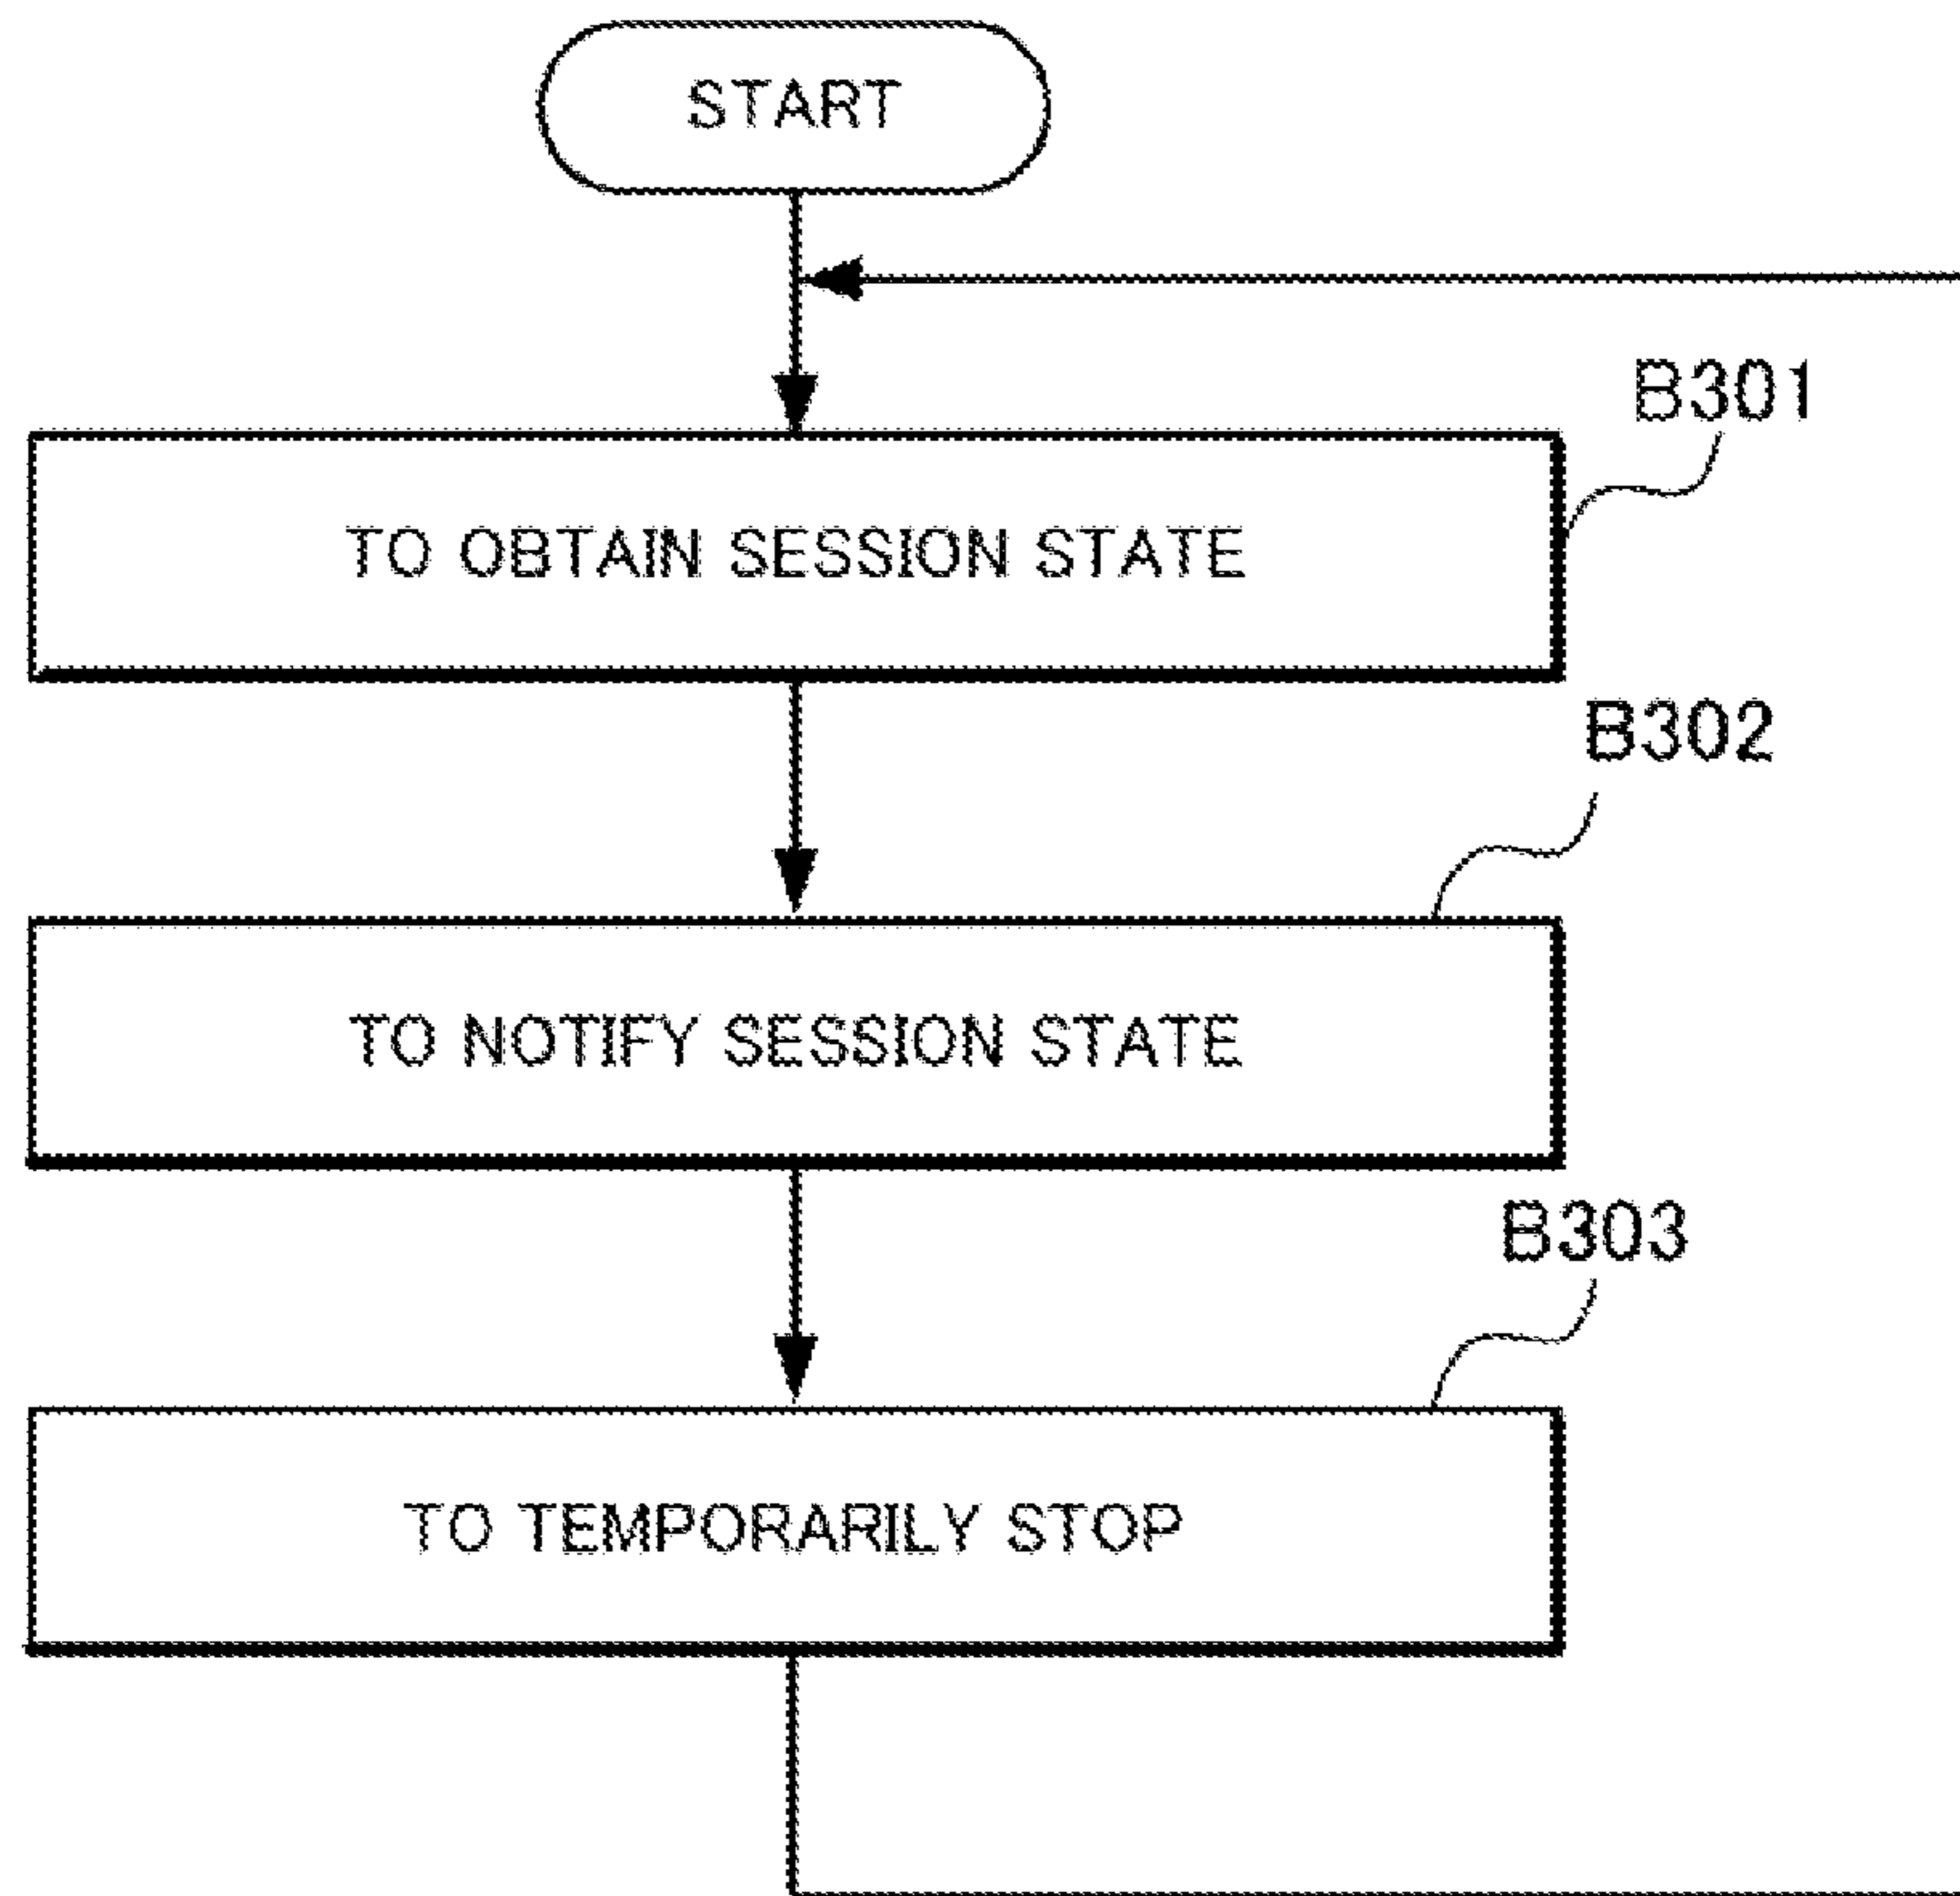 START
B301
TO OBTAIN SESSION STATE
B302
TO NOTIFY SESSION STATE
B303
TO TEMPORARILY STOP